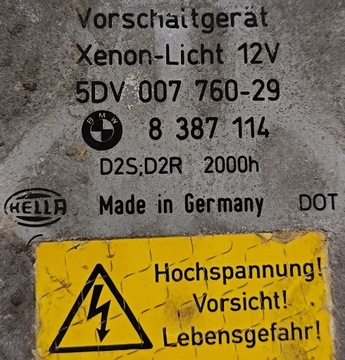 Vorschaltgerät
Xenon-Licht 12V
5DV 007 760-29
BMW 8 387 114
D2S;D2R 2000h
HELLA Made in Germany DOT
Hochspannung!
Vorsicht!
Lebensgefahr!